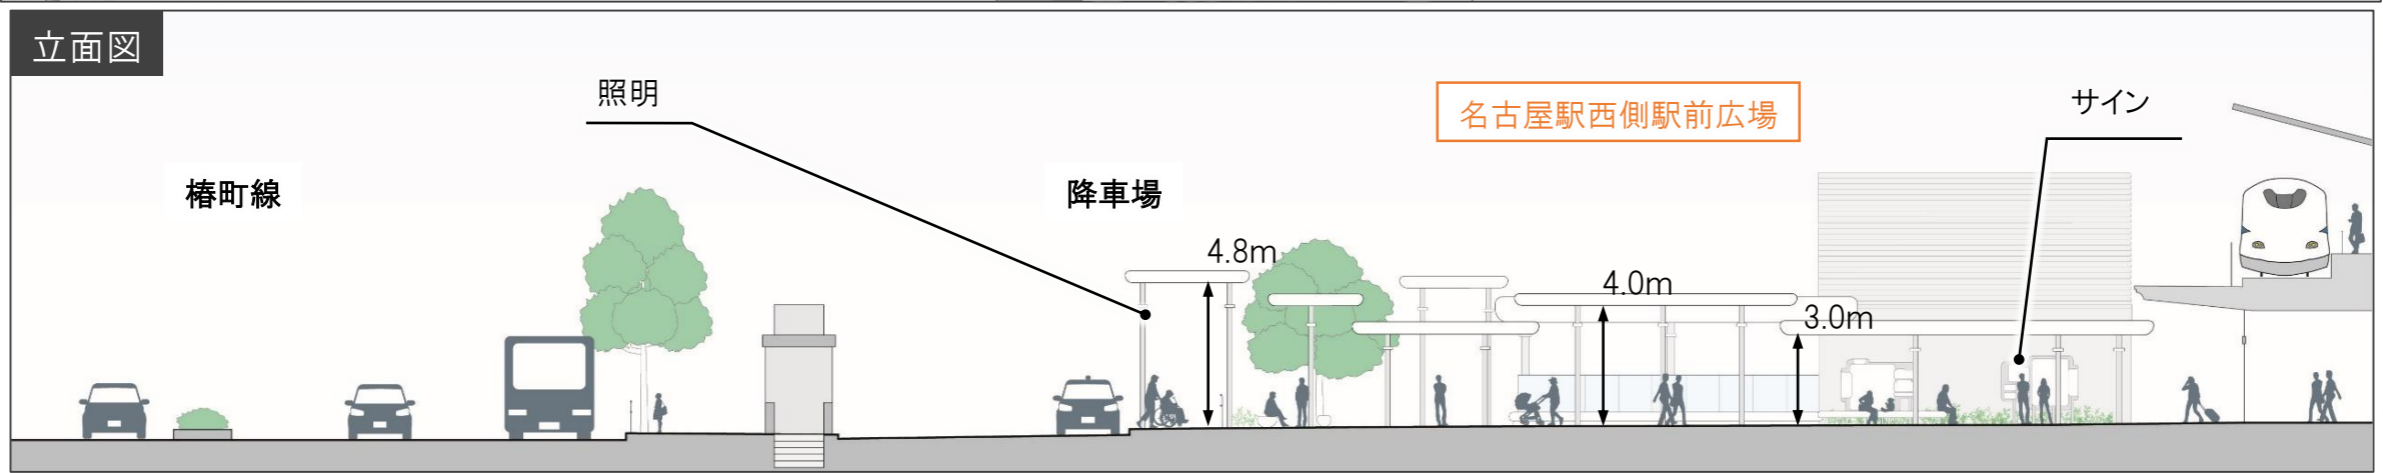 立面図
照明
名古屋駅西側駅前広場
サイン
椿町線
降車場
4.8m
4.0m
3.0m